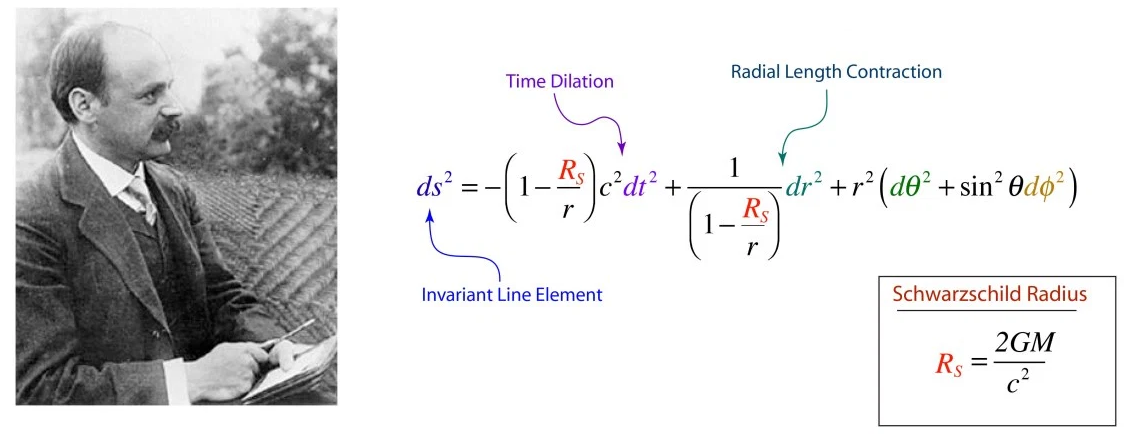 Time Dilation
Radial Length Contraction
ds² = −(1 − R_S/r) c²dt² + 1/(1 − R_S/r) dr² + r²(dθ² + sin²θdϕ²)
Invariant Line Element
Schwarzschild Radius
R_S = 2GM/c²